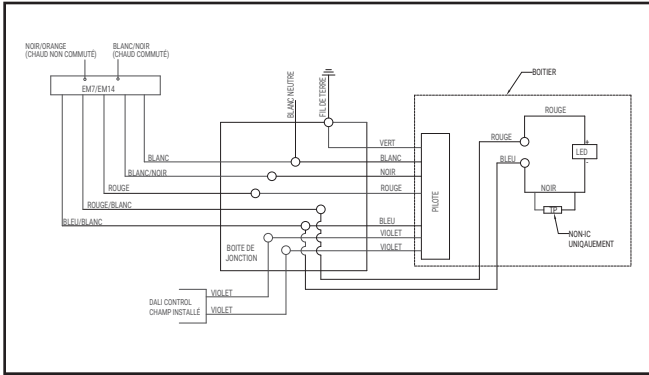 NOIR/ORANGE
(CHAUD NON COMMUTÉ)
BLANC/NOIR
(CHAUD COMMUTÉ)
EM7/EM14
BLANC NEUTRE
FIL DE TERRE
BOITIER
ROUGE
ROUGE
BLEU
+
LED
-
NOIR
TP
NON-IC
UNIQAUEMENT
VERT
BLANC
BLANC
BLANC/NOIR
NOIR
ROUGE
ROUGE
ROUGE/BLANC
BLEU/BLANC
BLEU
VIOLET
VIOLET
PILOTE
BOITE DE
JONCTION
VIOLET
DALI CONTROL
CHAMP INSTALLÉ
VIOLET